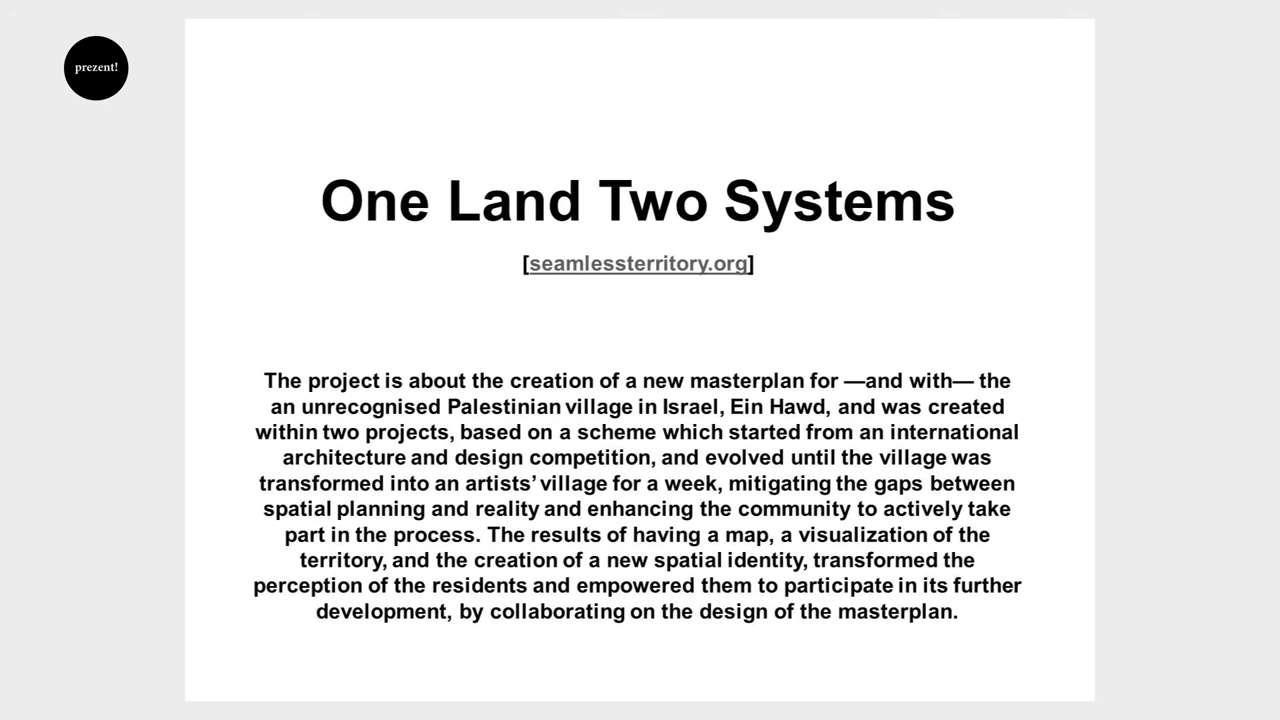 prezent!
One Land Two Systems
[seamlessterritory.org]
The project is about the creation of a new masterplan for —and with— the
an unrecognised Palestinian village in Israel, Ein Hawd, and was created
within two projects, based on a scheme which started from an international
architecture and design competition, and evolved until the village was
transformed into an artists’ village for a week, mitigating the gaps between
spatial planning and reality and enhancing the community to actively take
part in the process. The results of having a map, a visualization of the
territory, and the creation of a new spatial identity, transformed the
perception of the residents and empowered them to participate in its further
development, by collaborating on the design of the masterplan.